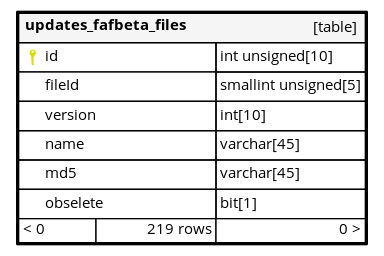 updates_fafbeta_files [table]
id int unsigned[10]
fileId smallint unsigned[5]
version int[10]
name varchar[45]
md5 varchar[45]
obselete bit[1]
< 0 219 rows 0 >